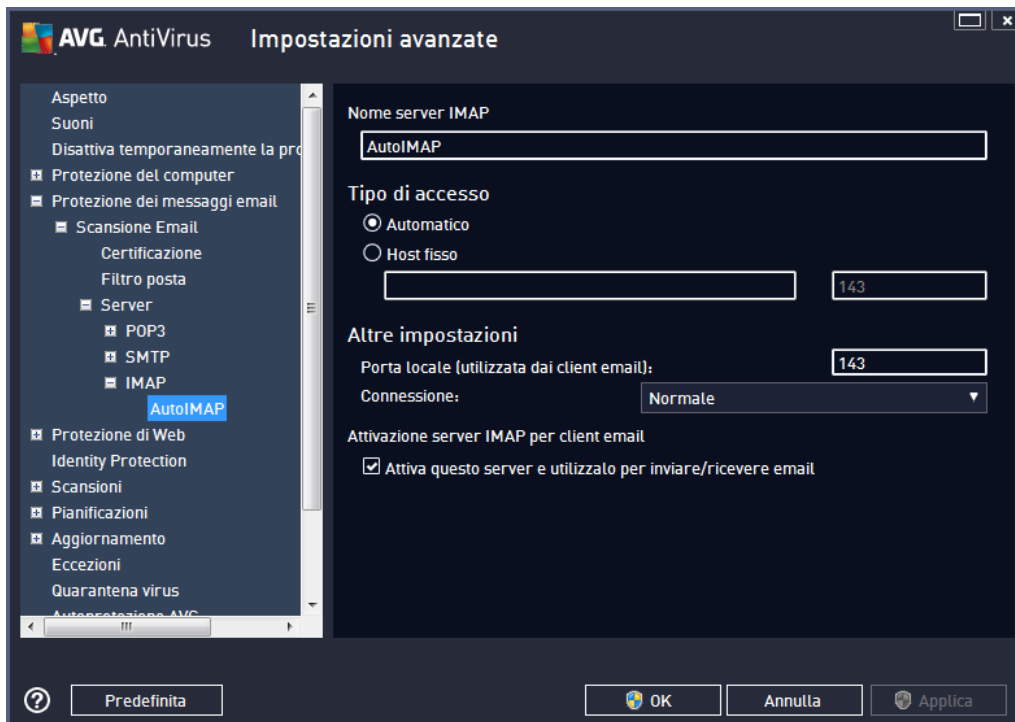 AVG. AntiVirus Impostazioni avanzate
Aspetto
Suoni
Disattiva temporaneamente la pro
Protezione del computer
Protezione dei messaggi email
Scansione Email
Certificazione
Filtro posta
Server
POP3
SMTP
IMAP
AutoIMAP
Protezione di Web
Identity Protection
Scansioni
Pianificazioni
Aggiornamento
Eccezioni
Quarantena virus
Autoprotezione AVG
Nome server IMAP
AutoIMAP
Tipo di accesso
Automatico
Host fisso
143
Altre impostazioni
Porta locale (utilizzata dai client email): 143
Connessione: Normale
Attivazione server IMAP per client email
Attiva questo server e utilizzalo per inviare/ricevere email
Predefinita OK Annulla Applica